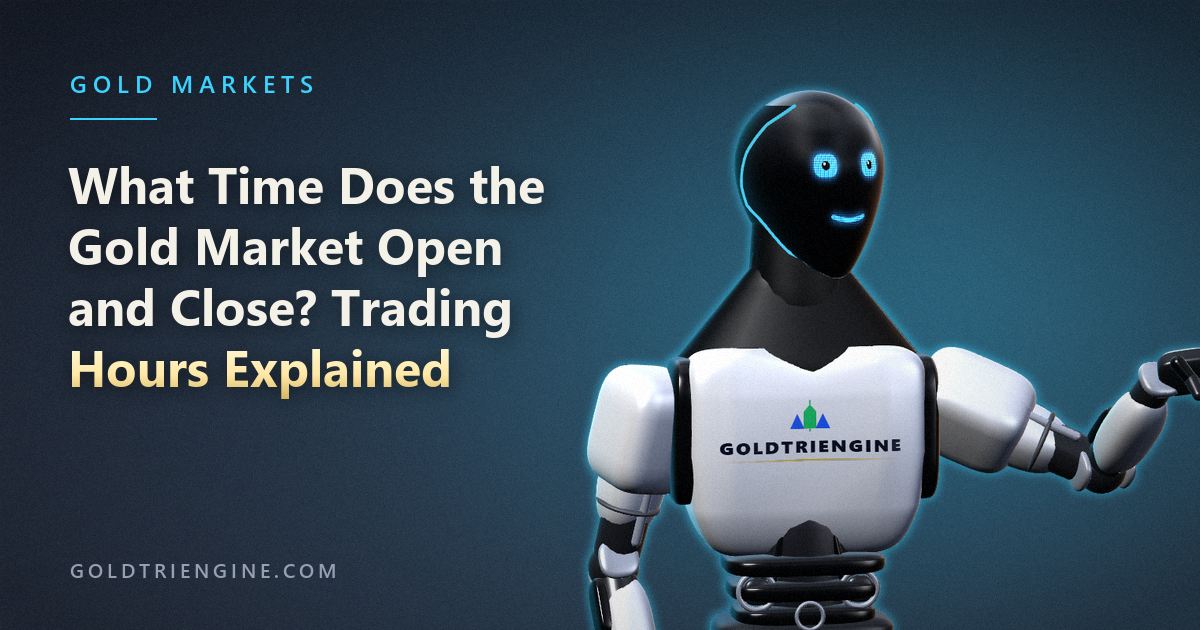 GOLD MARKETS
What Time Does the
Gold Market Open
and Close? Trading
Hours Explained
GOLDTRIENGINE
GOLDTRIENGINE.COM